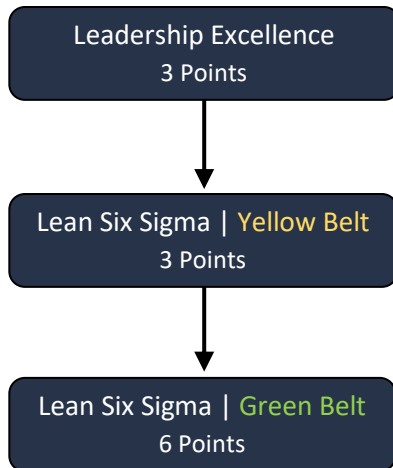 Leadership Excellence
3 Points
Lean Six Sigma | Yellow Belt
3 Points
Lean Six Sigma | Green Belt
6 Points